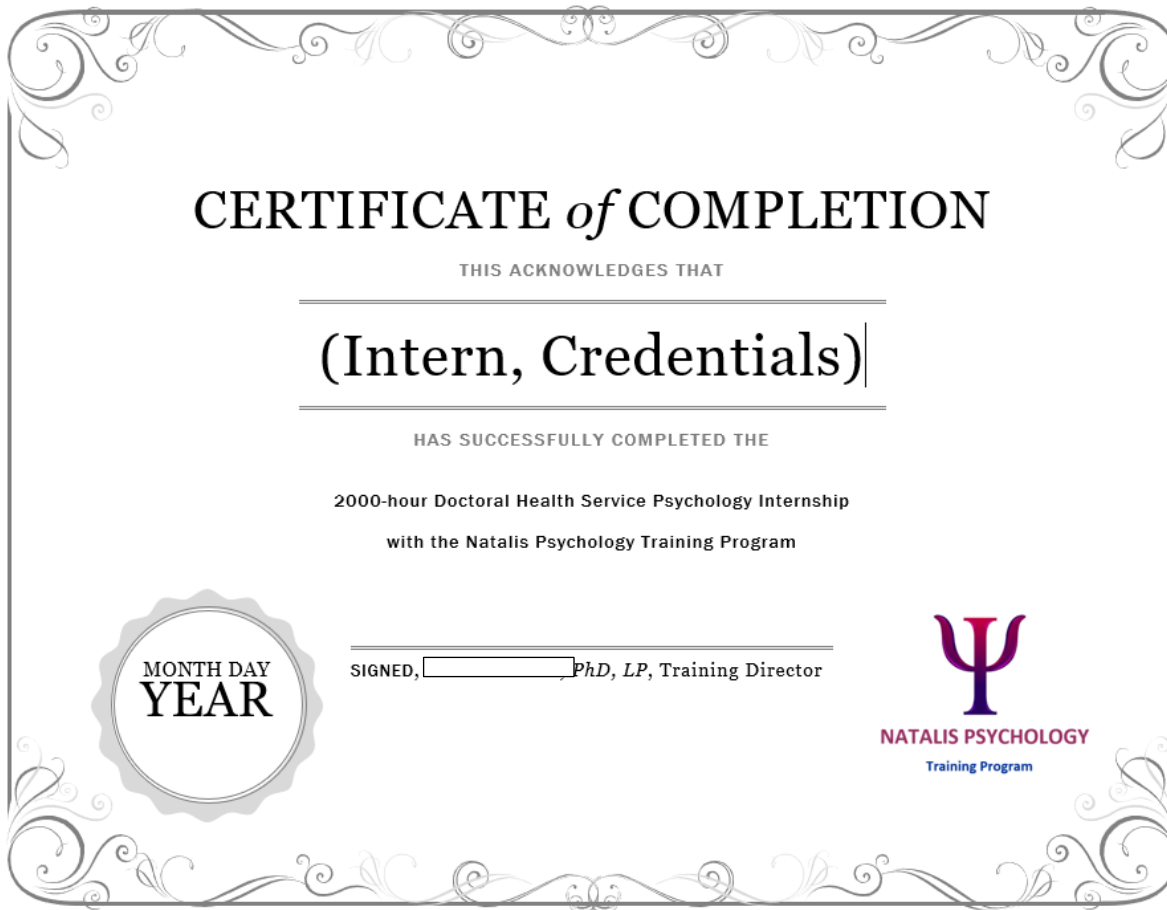 CERTIFICATE of COMPLETION
THIS ACKNOWLEDGES THAT
(Intern, Credentials)
HAS SUCCESSFULLY COMPLETED THE
2000-hour Doctoral Health Service Psychology Internship
with the Natalis Psychology Training Program
MONTH DAY
YEAR
SIGNED, , PhD, LP, Training Director
NATALIS PSYCHOLOGY
Training Program